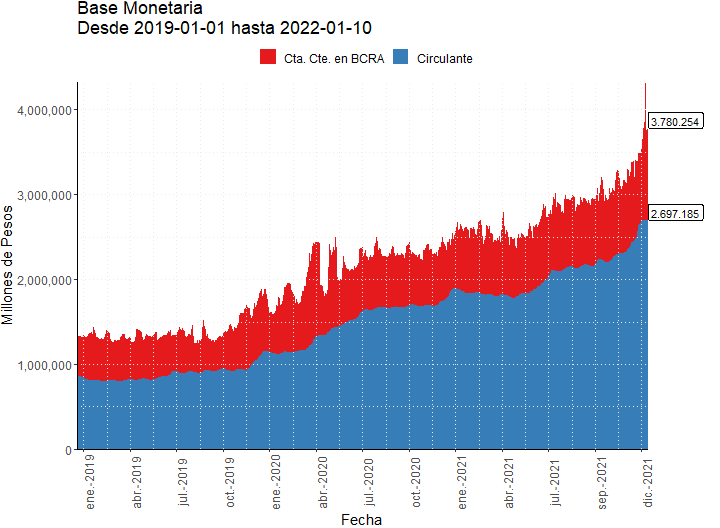 Base Monetaria
Desde 2019-01-01 hasta 2022-01-10
Cta. Cte. en BCRA
Circulante
Millones de Pesos
4,000,000
3,000,000
2,000,000
1,000,000
0
3.780.254
2.697.185
ene.-2019
abr.-2019
jul.-2019
oct.-2019
ene.-2020
abr.-2020
jul.-2020
oct.-2020
ene.-2021
abr.-2021
jul.-2021
sep.-2021
dic.-2021
Fecha